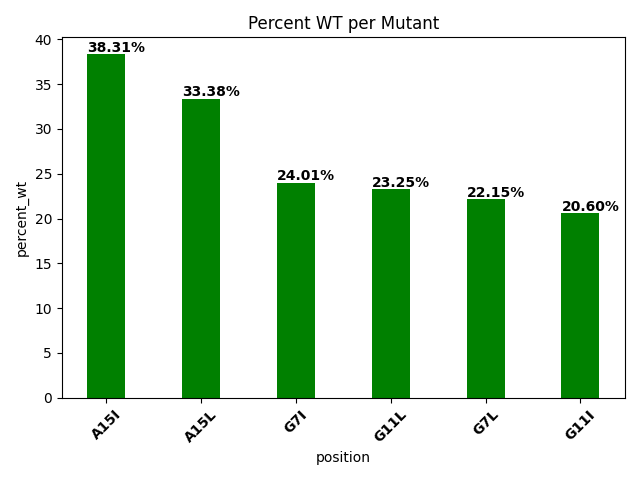 Percent WT per Mutant
percent_wt
40
35
30
25
20
15
10
5
0
38.31%
33.38%
24.01%
23.25%
22.15%
20.60%
A15I
A15L
G7I
G11L
G7L
G11I
position